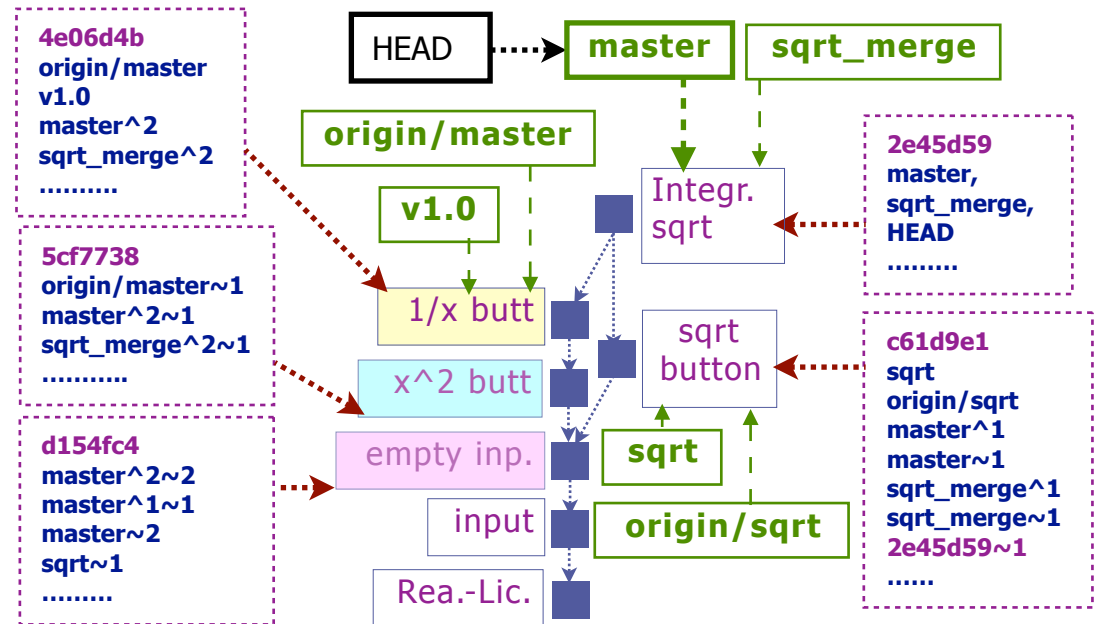 4e06d4b
origin/master
v1.0
master^2
sqrt_merge^2
..........
5cf7738
origin/master~1
master^2~1
sqrt_merge^2~1
...........
d154fc4
master^2~2
master^1~1
master~2
sqrt~1
.........
HEAD
master
sqrt_merge
origin/master
v1.0
Integr.
sqrt
1/x butt
sqrt
button
x^2 butt
empty inp.
sqrt
input
origin/sqrt
Rea.-Lic.
2e45d59
master,
sqrt_merge,
HEAD
.........
c61d9e1
sqrt
origin/sqrt
master^1
master~1
sqrt_merge^1
sqrt_merge~1
2e45d59~1
......